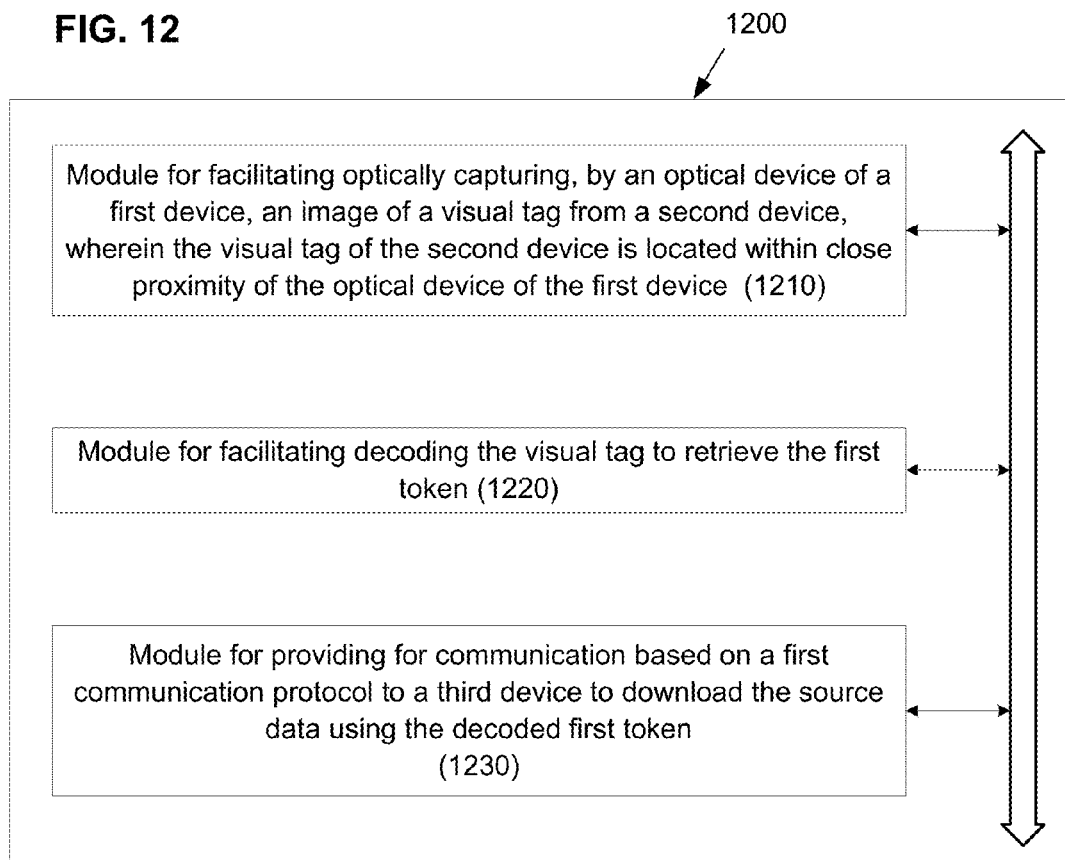 FIG. 12
1200
Module for facilitating optically capturing, by an optical device of a
first device, an image of a visual tag from a second device,
wherein the visual tag of the second device is located within close
proximity of the optical device of the first device (1210)
Module for facilitating decoding the visual tag to retrieve the first
token (1220)
Module for providing for communication based on a first
communication protocol to a third device to download the source
data using the decoded first token
(1230)